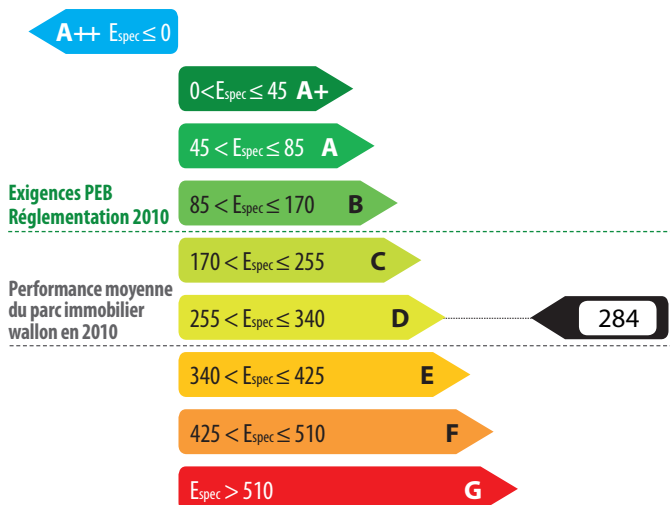 A++ Espec ≤ 0
0<Espec ≤ 45 A+
45 < Espec ≤ 85 A
Exigences PEB
Réglementation 2010
85 < Espec ≤ 170 B
170 < Espec ≤ 255 C
Performance moyenne
du parc immobilier
wallon en 2010
255 < Espec ≤ 340 D
284
340 < Espec ≤ 425 E
425 < Espec ≤ 510 F
Espec > 510 G